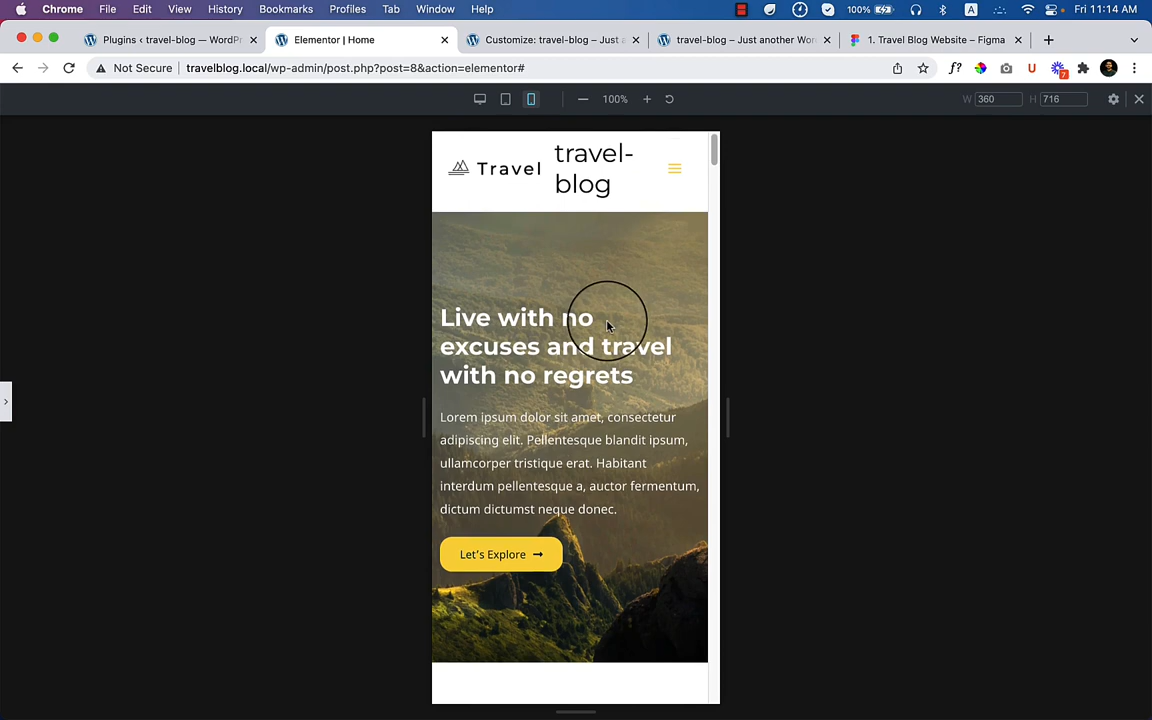 Chrome File Edit View History Bookmarks Profiles Tab Window Help 100% A Fri 11:14 AM
Plugins ‹ travel-blog — WordPr Elementor | Home Customize: travel-blog – Just a travel-blog – Just another Wor 1. Travel Blog Website – Figma
Not Secure travelblog.local/wp-admin/post.php?post=8&action=elementor# f? U 7
100% W 360 H 716
Travel travel-
blog
Live with no
excuses and travel
with no regrets
Lorem ipsum dolor sit amet, consectetur
adipiscing elit. Pellentesque blandit ipsum,
ullamcorper tristique erat. Habitant
interdum pellentesque a, auctor fermentum,
dictum dictumst neque donec.
Let's Explore